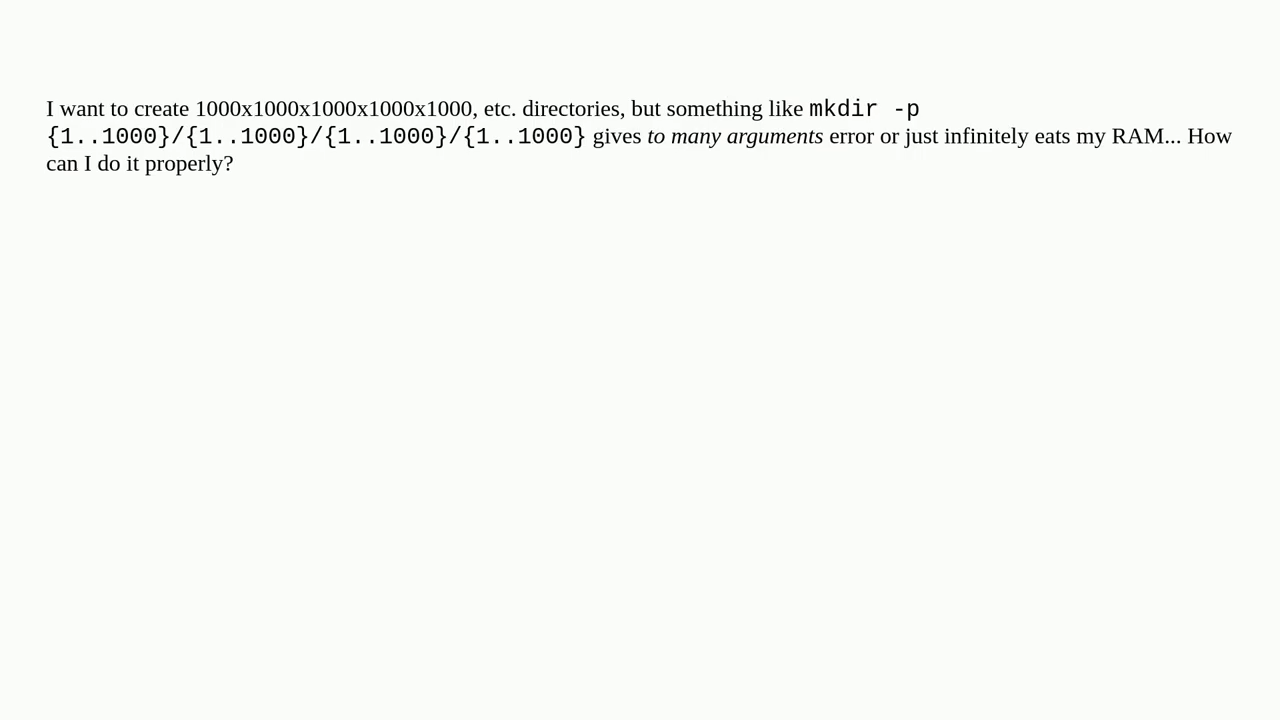 I want to create 1000x1000x1000x1000x1000, etc. directories, but something like mkdir -p
{1..1000}/{1..1000}/{1..1000}/{1..1000} gives to many arguments error or just infinitely eats my RAM... How
can I do it properly?